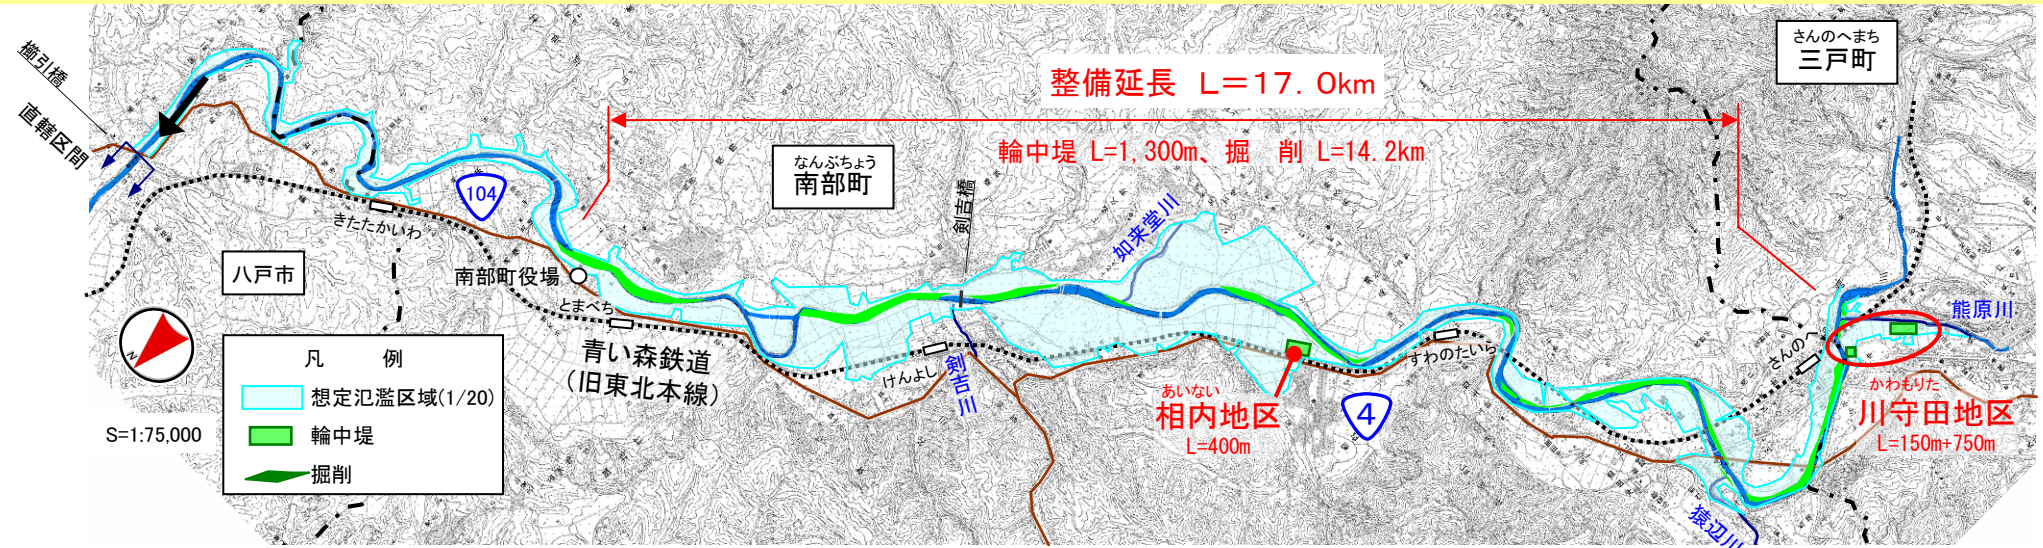 櫛引橋
直轄区間
さんのへまち
三戸町
整備延長 L=17.0km
輪中堤 L=1,300m、掘 削 L=14.2km
なんぶちょう
南部町
104
きたたかいわ
剣吉橋
如来堂川
八戸市
南部町役場
とまべち
青い森鉄道
(旧東北本線)
けんよし
剣吉川
あいない
相内地区
L=400m
4
すわのたいら
さんのへ
熊原川
かわもりた
川守田地区
L=150m+750m
猿辺川
N
S=1:75,000
凡 例
想定氾濫区域(1/20)
輪中堤
掘削